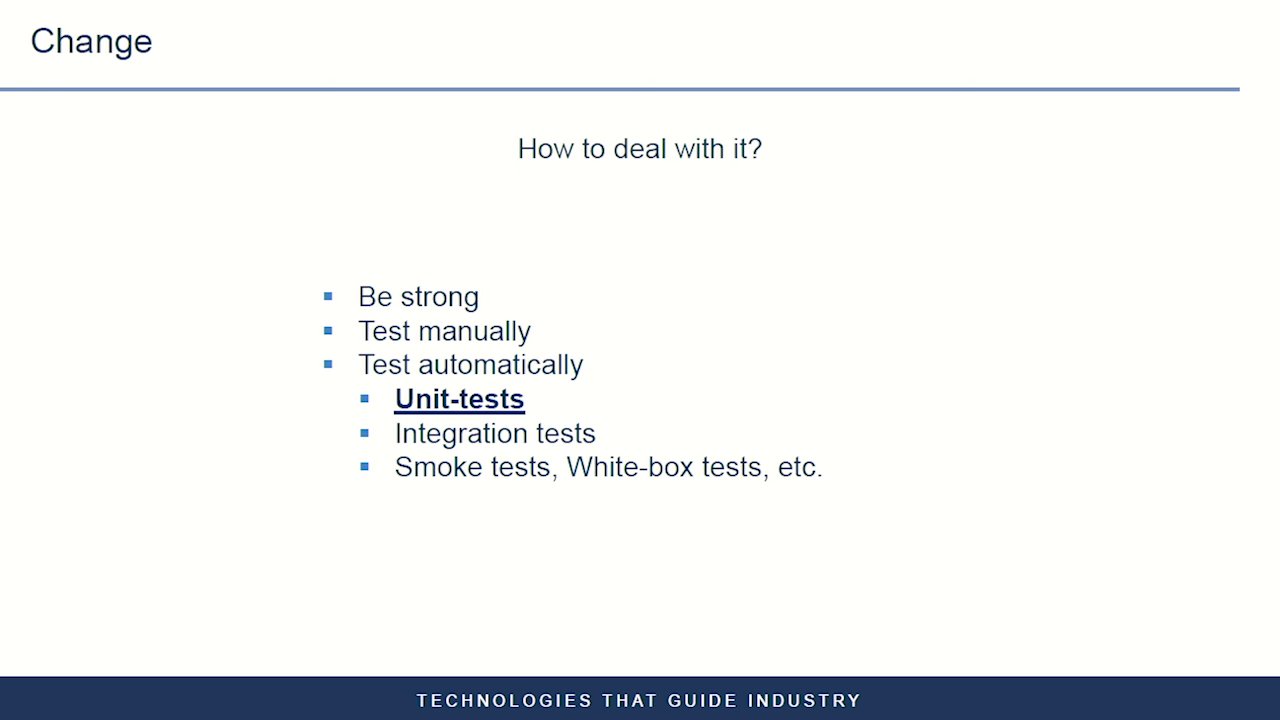 Change
How to deal with it?
Be strong
Test manually
Test automatically
Unit-tests
Integration tests
Smoke tests, White-box tests, etc.
TECHNOLOGIES THAT GUIDE INDUSTRY